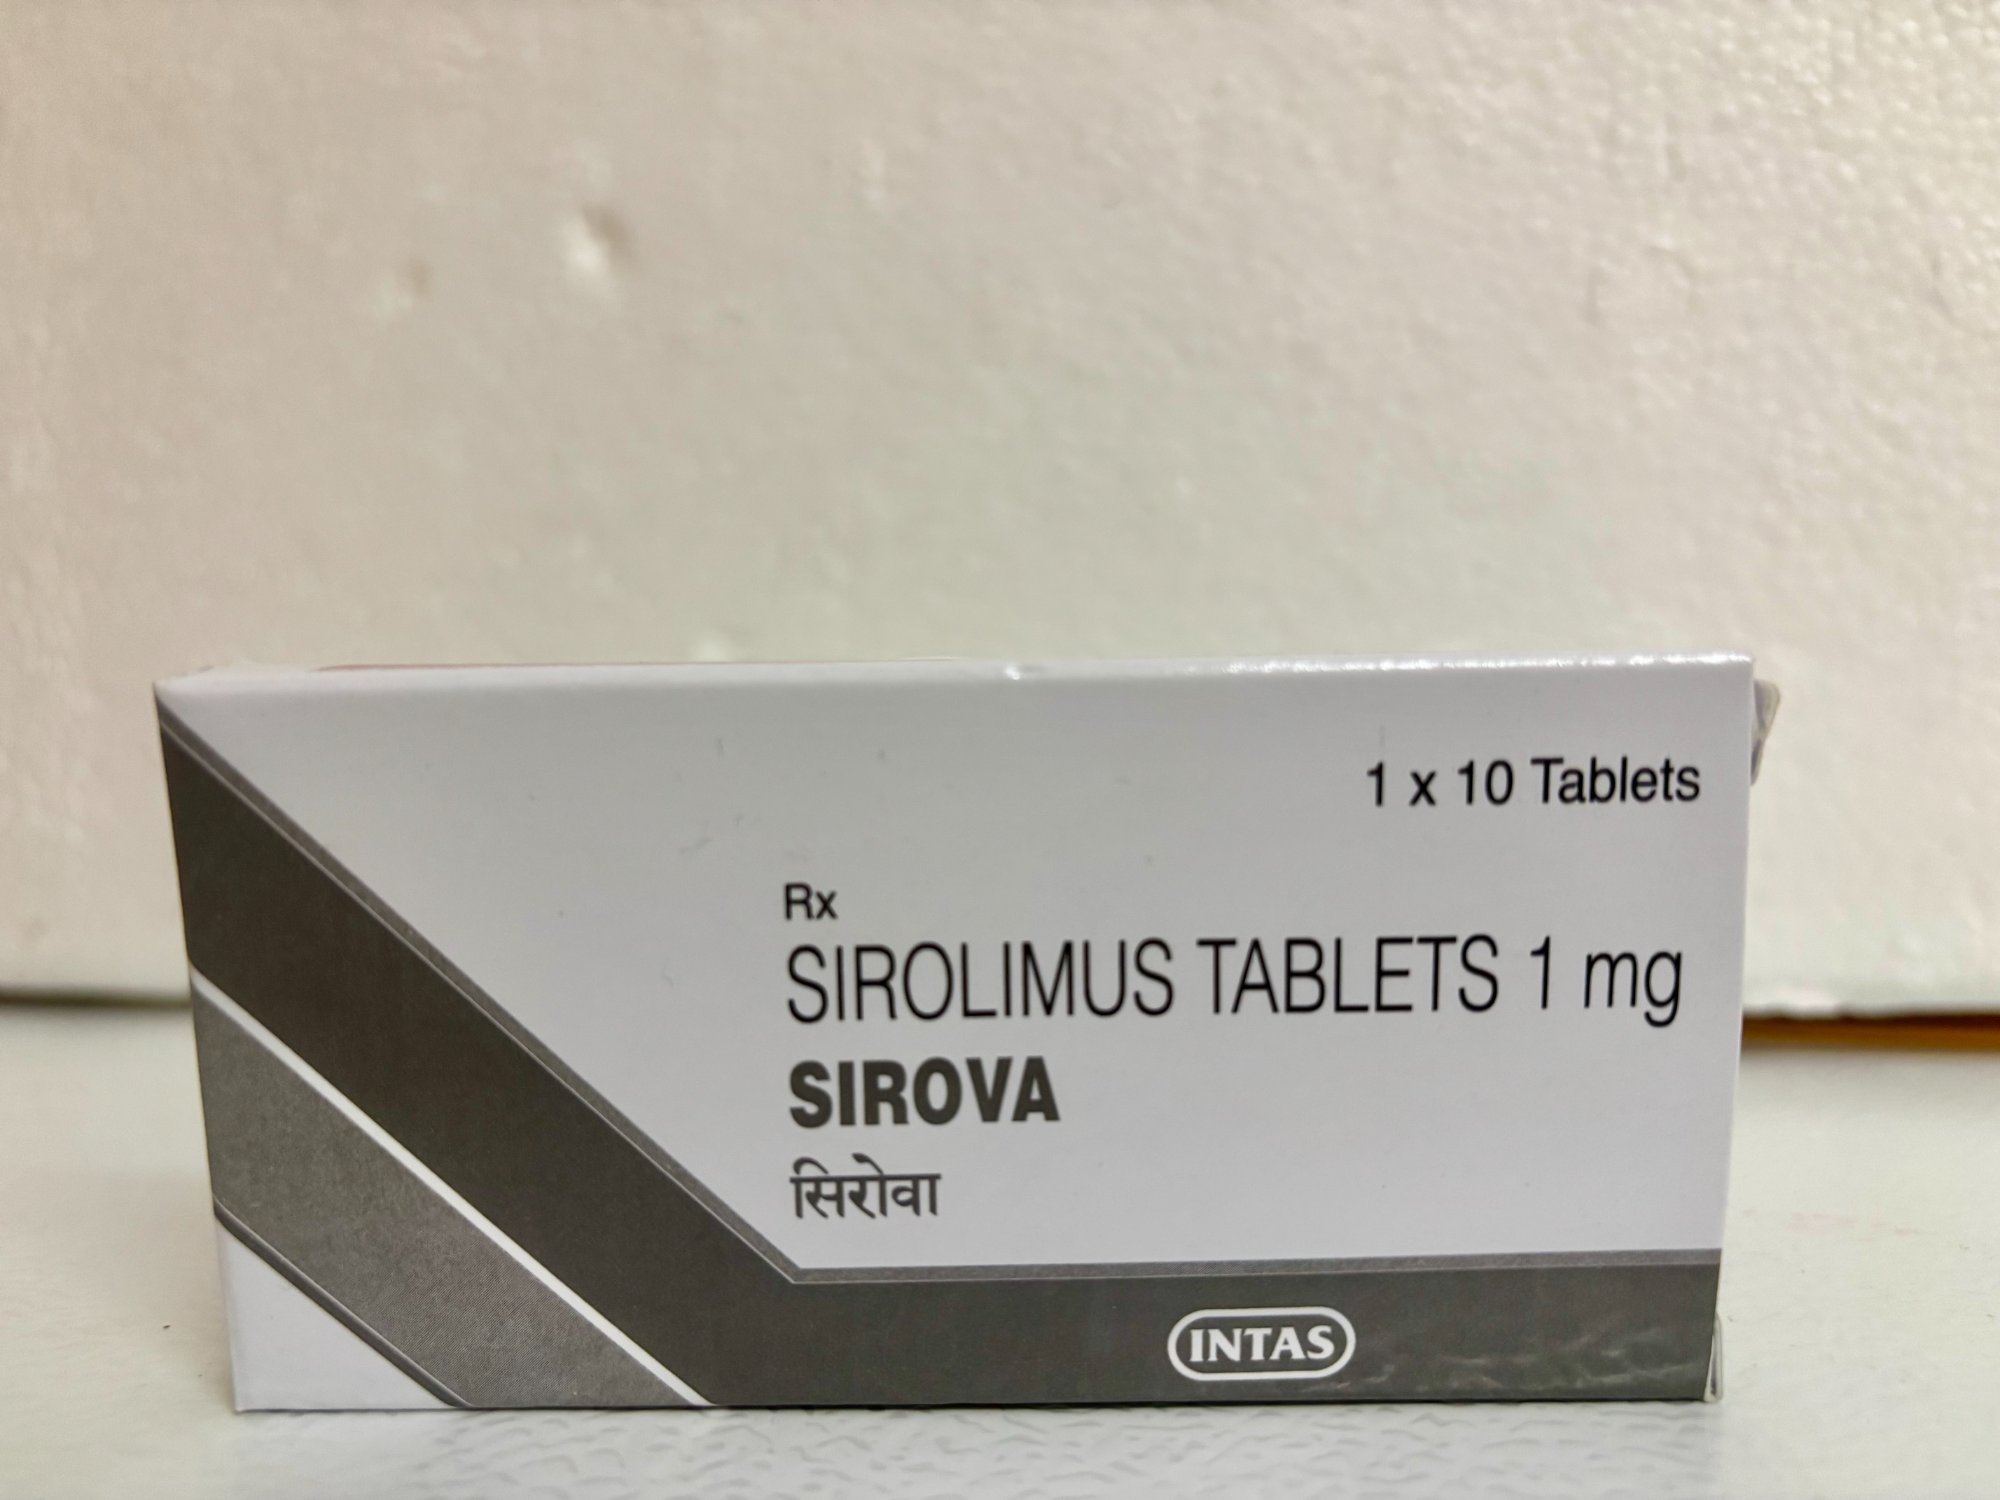 1 x 10 Tablets
Rx
SIROLIMUS TABLETS 1 mg
SIROVA
सिरोवा
INTAS